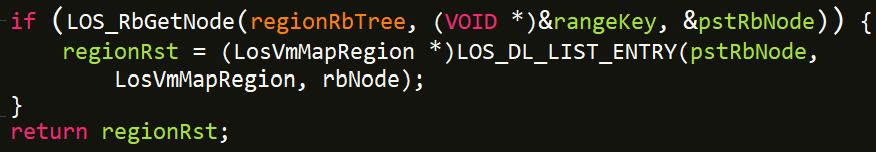 if (LOS_RbGetNode(regionRbTree, (VOID *)&rangeKey, &pstRbNode)) {
regionRst = (LosVmMapRegion *)LOS_DL_LIST_ENTRY(pstRbNode,
LosVmMapRegion, rbNode);
}
return regionRst;